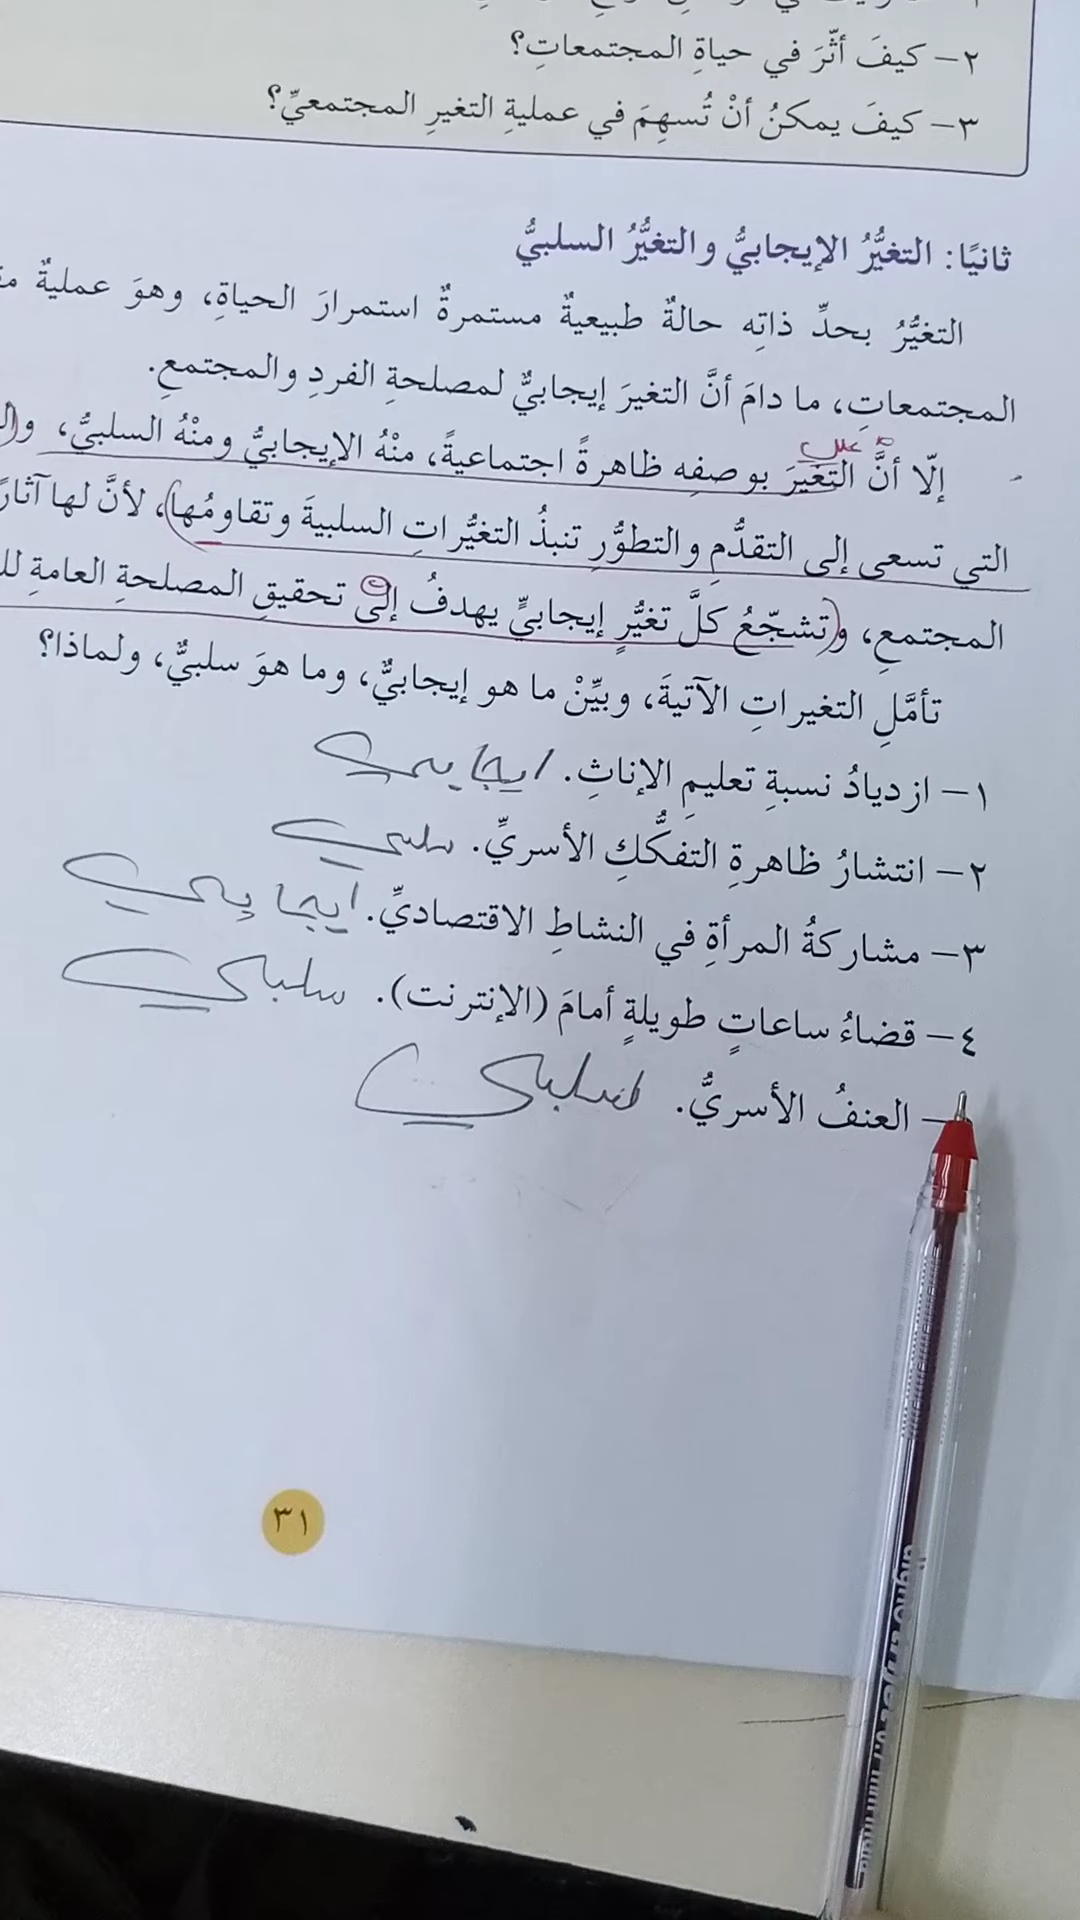 ٢– كيفَ أثّرَ في حياةِ المجتمعاتِ؟
٣– كيفَ يمكنُ أنْ تُسهِمَ في عمليةِ التغيرِ المجتمعيِّ؟
ثانيًا: التغيُّرُ الإيجابيُّ والتغيُّرُ السلبيُّ
التغيُّرُ بحدِّ ذاتِه حالةٌ طبيعيةٌ مستمرةٌ استمرارَ الحياةِ، وهوَ عمليةٌ
المجتمعاتِ، ما دامَ أنَّ التغيرَ إيجابيٌّ لمصلحةِ الفردِ والمجتمعِ.
إلّا أنَّ التغيرَ بوصفِه ظاهرةً اجتماعيةً، منْهُ الإيجابيُّ ومنْهُ السلبيُّ،
التي تسعى إلى التقدُّمِ والتطوُّرِ تنبذُ التغيُّراتِ السلبيةَ وتقاومُها، لأنَّ لها آثارً
المجتمعِ، وتشجّعُ كلَّ تغيُّرٍ إيجابيٍّ يهدفُ إلى تحقيقِ المصلحةِ العامةِ
تأمَّلِ التغيراتِ الآتيةَ، وبيِّنْ ما هو إيجابيٌّ، وما هوَ سلبيٌّ، ولماذا؟
١– ازديادُ نسبةِ تعليمِ الإناثِ. ايجابي
٢– انتشارُ ظاهرةِ التفكُّكِ الأسريِّ. سلبي
٣– مشاركةُ المرأةِ في النشاطِ الاقتصاديِّ. ايجابي
٤– قضاءُ ساعاتٍ طويلةٍ أمامَ (الإنترنت). سلبي
– العنفُ الأسريُّ. سلبي
٣١